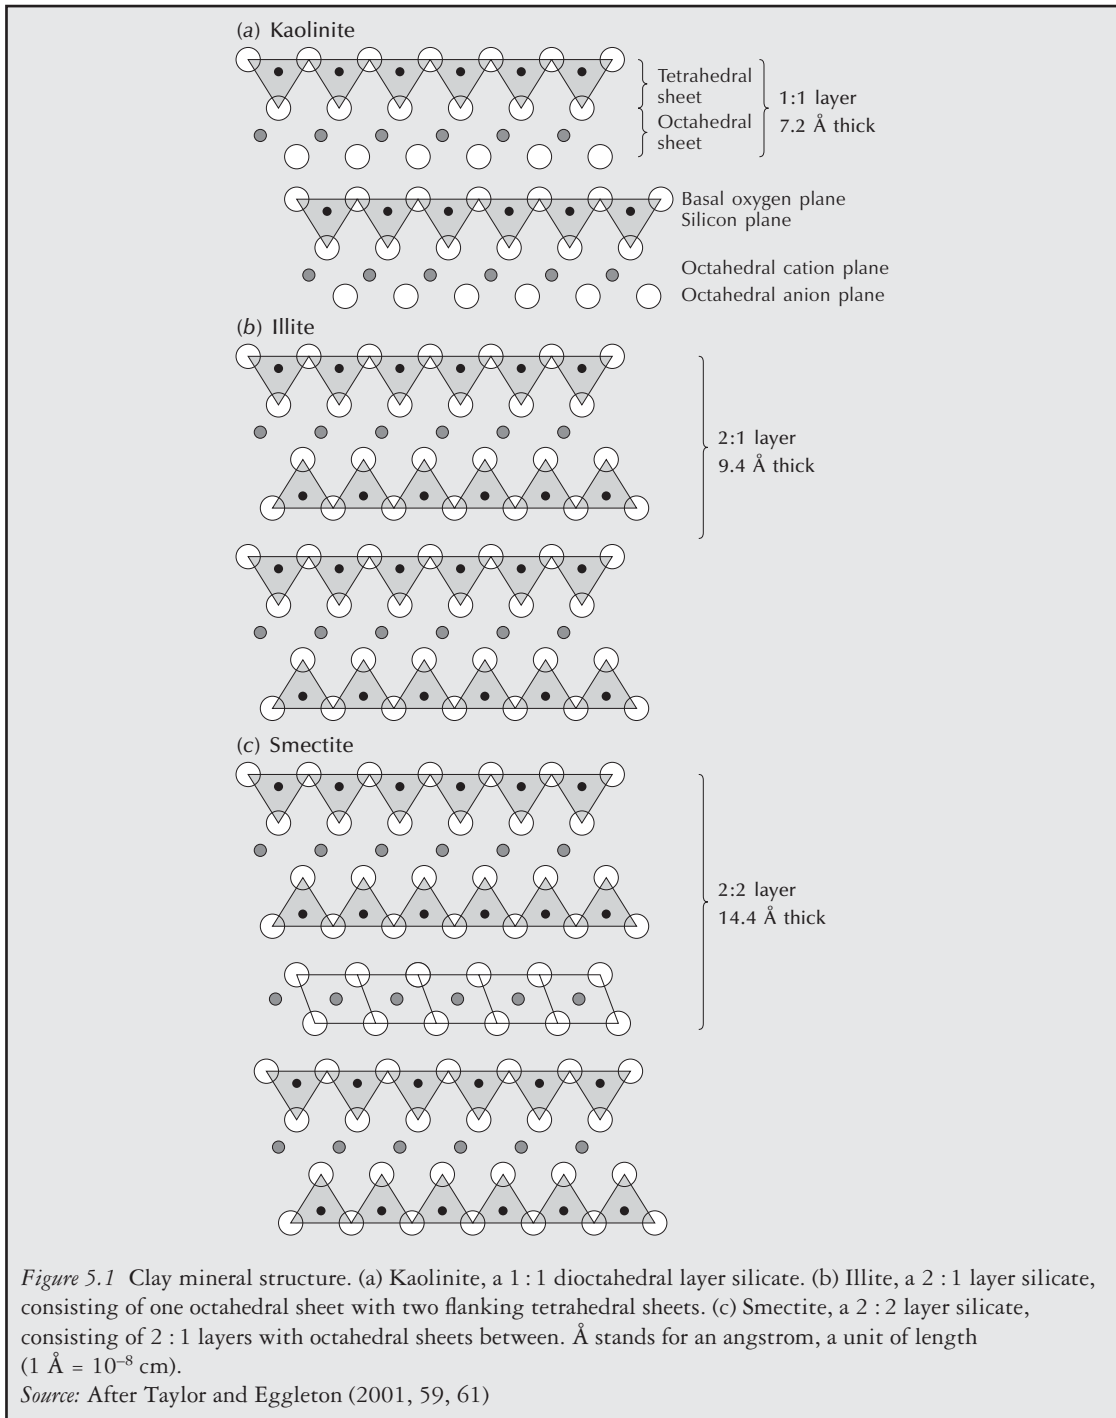 (a) Kaolinite
Tetrahedral
sheet
Octahedral
sheet
1:1 layer
7.2 Å thick
Basal oxygen plane
Silicon plane
Octahedral cation plane
Octahedral anion plane
(b) Illite
2:1 layer
9.4 Å thick
(c) Smectite
2:2 layer
14.4 Å thick
Figure 5.1 Clay mineral structure. (a) Kaolinite, a 1 : 1 dioctahedral layer silicate. (b) Illite, a 2 : 1 layer silicate,
consisting of one octahedral sheet with two flanking tetrahedral sheets. (c) Smectite, a 2 : 2 layer silicate,
consisting of 2 : 1 layers with octahedral sheets between. Å stands for an angstrom, a unit of length
(1 Å = 10–8 cm).
Source: After Taylor and Eggleton (2001, 59, 61)